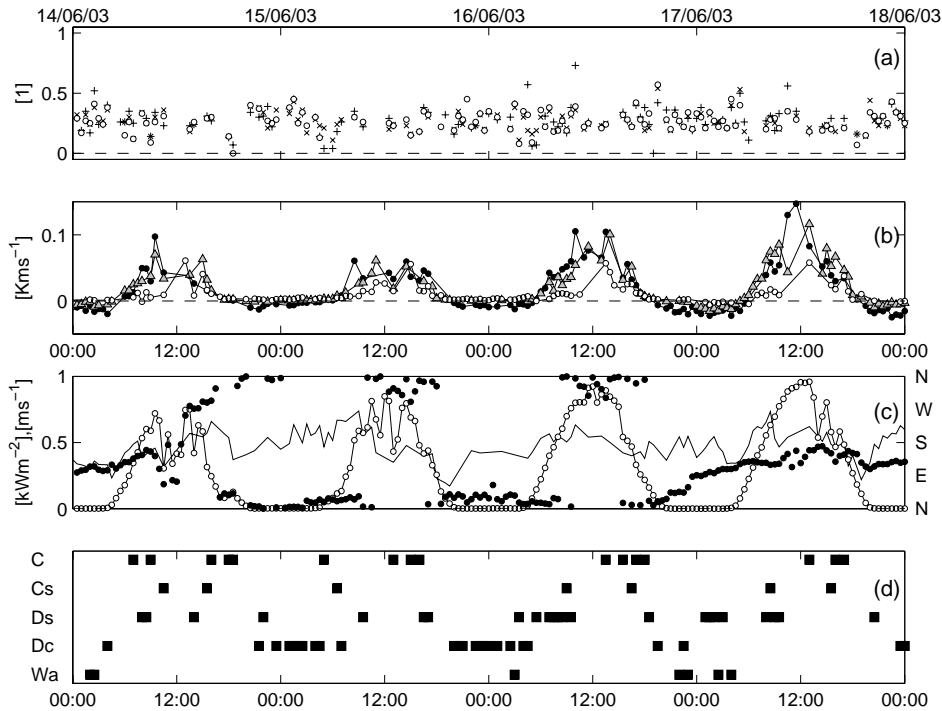 14/06/03 15/06/03 16/06/03 17/06/03 18/06/03
1
(a)
[1]
0.5
0
(b)
0.1
[Kms⁻¹]
0
00:00 12:00 00:00 12:00 00:00 12:00 00:00 12:00 00:00
1 N
(c) W
[kWm⁻²],[ms⁻¹]
0.5 S
E
0 N
C
(d)
Cs
Ds
Dc
Wa
00:00 12:00 00:00 12:00 00:00 12:00 00:00 12:00 00:00